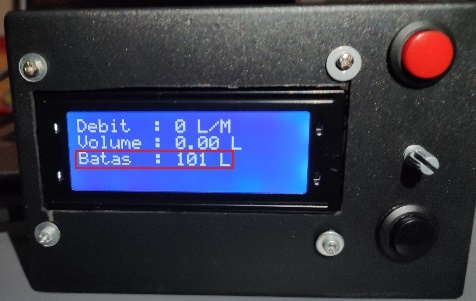 Debit : 0 L/M
Volume : 0.00 L
Batas : 101 L